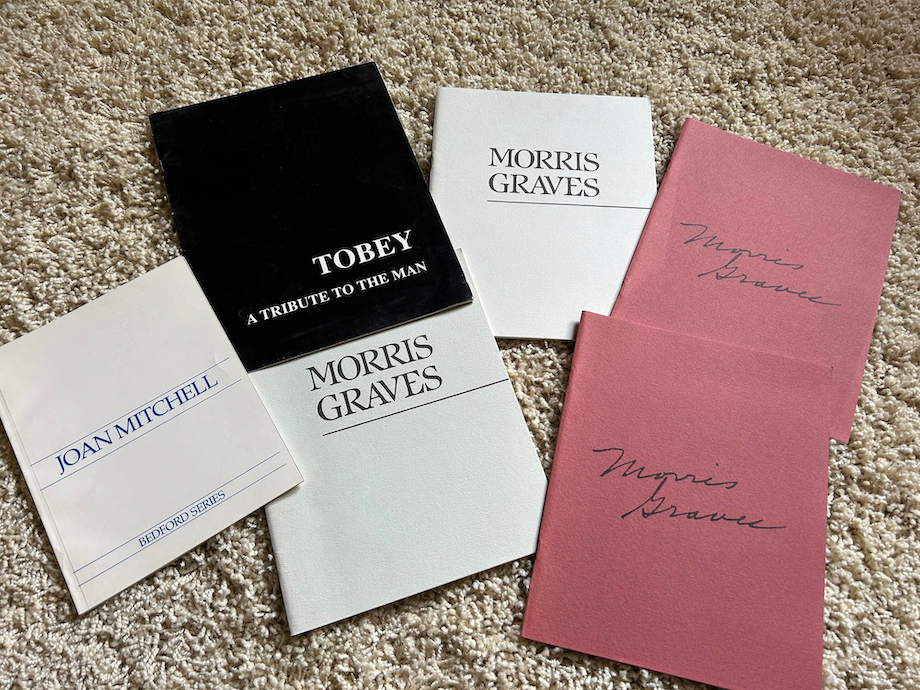 TOBEY
A TRIBUTE TO THE MAN
MORRIS
GRAVES
Morris
Graves
JOAN MITCHELL
BEDFORD SERIES
MORRIS
GRAVES
Morris
Graves